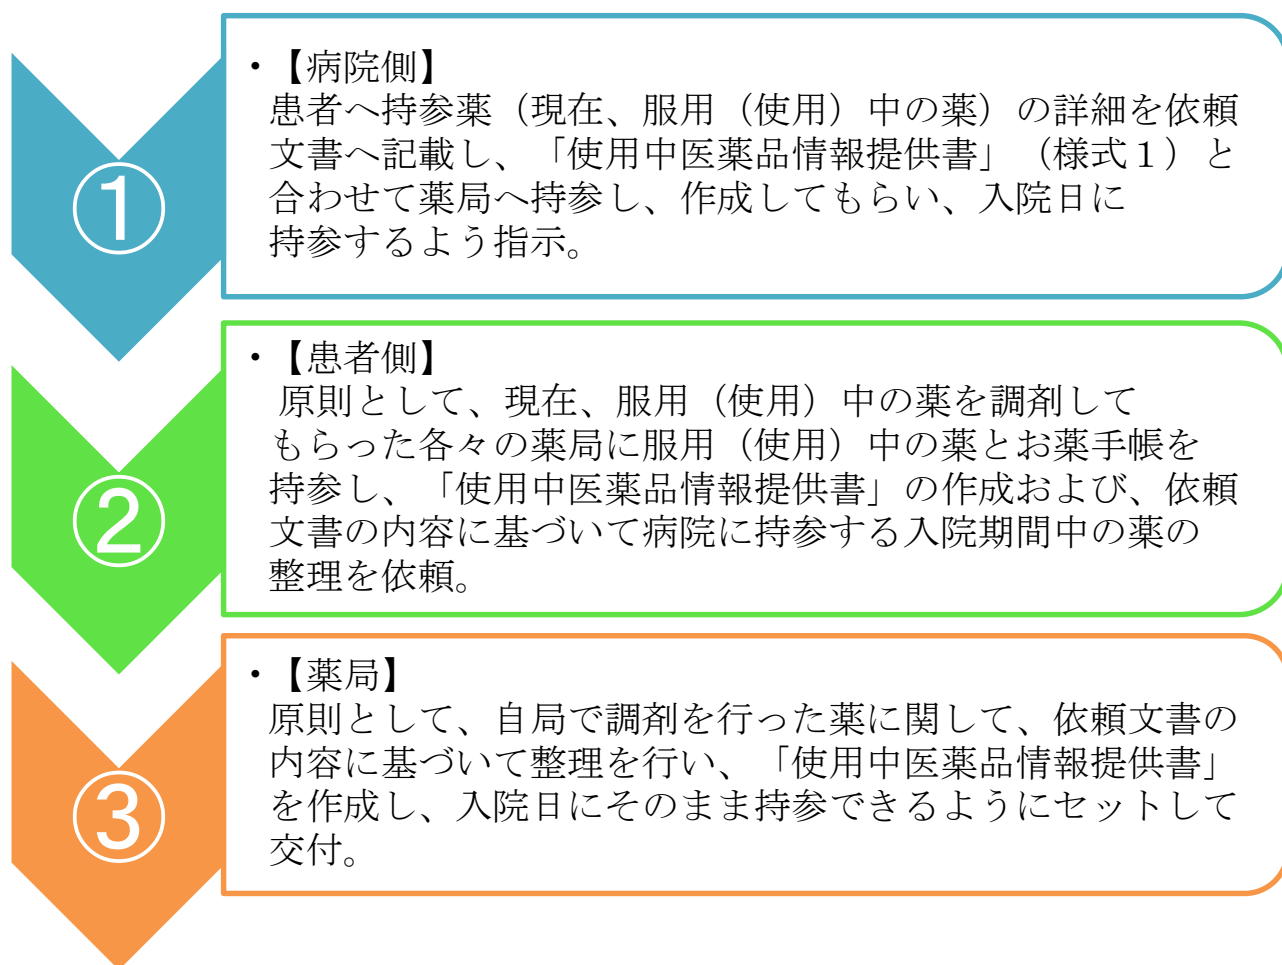 ①
・【病院側】
患者へ持参薬（現在、服用（使用）中の薬）の詳細を依頼
文書へ記載し、「使用中医薬品情報提供書」（様式１）と
合わせて薬局へ持参し、作成してもらい、入院日に
持参するよう指示。
②
・【患者側】
原則として、現在、服用（使用）中の薬を調剤して
もらった各々の薬局に服用（使用）中の薬とお薬手帳を
持参し、「使用中医薬品情報提供書」の作成および、依頼
文書の内容に基づいて病院に持参する入院期間中の薬の
整理を依頼。
③
・【薬局】
原則として、自局で調剤を行った薬に関して、依頼文書の
内容に基づいて整理を行い、「使用中医薬品情報提供書」
を作成し、入院日にそのまま持参できるようにセットして
交付。